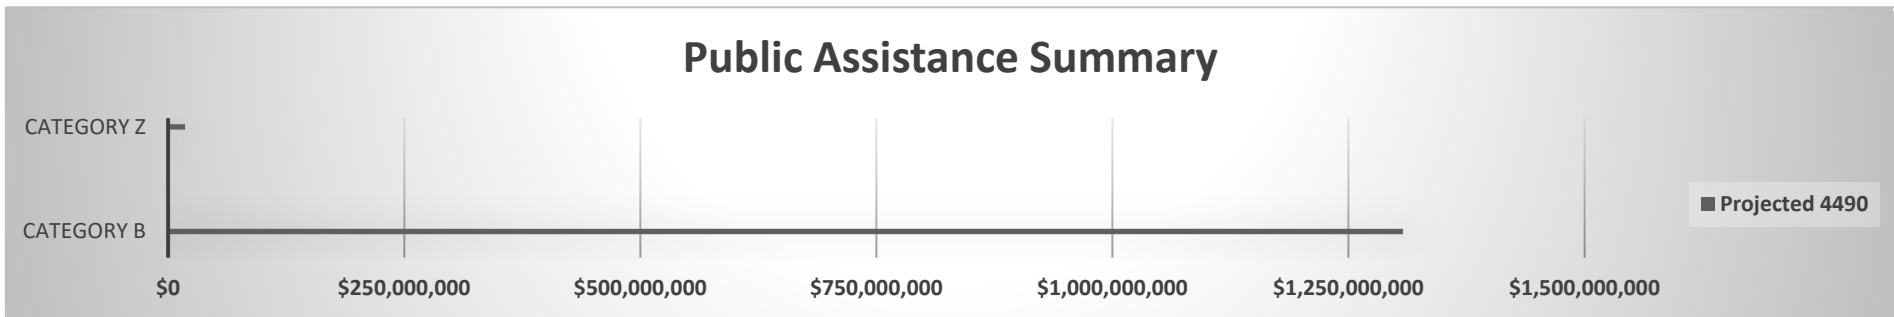 Public Assistance Summary
CATEGORY Z
CATEGORY B
Projected 4490
$0 $250,000,000 $500,000,000 $750,000,000 $1,000,000,000 $1,250,000,000 $1,500,000,000